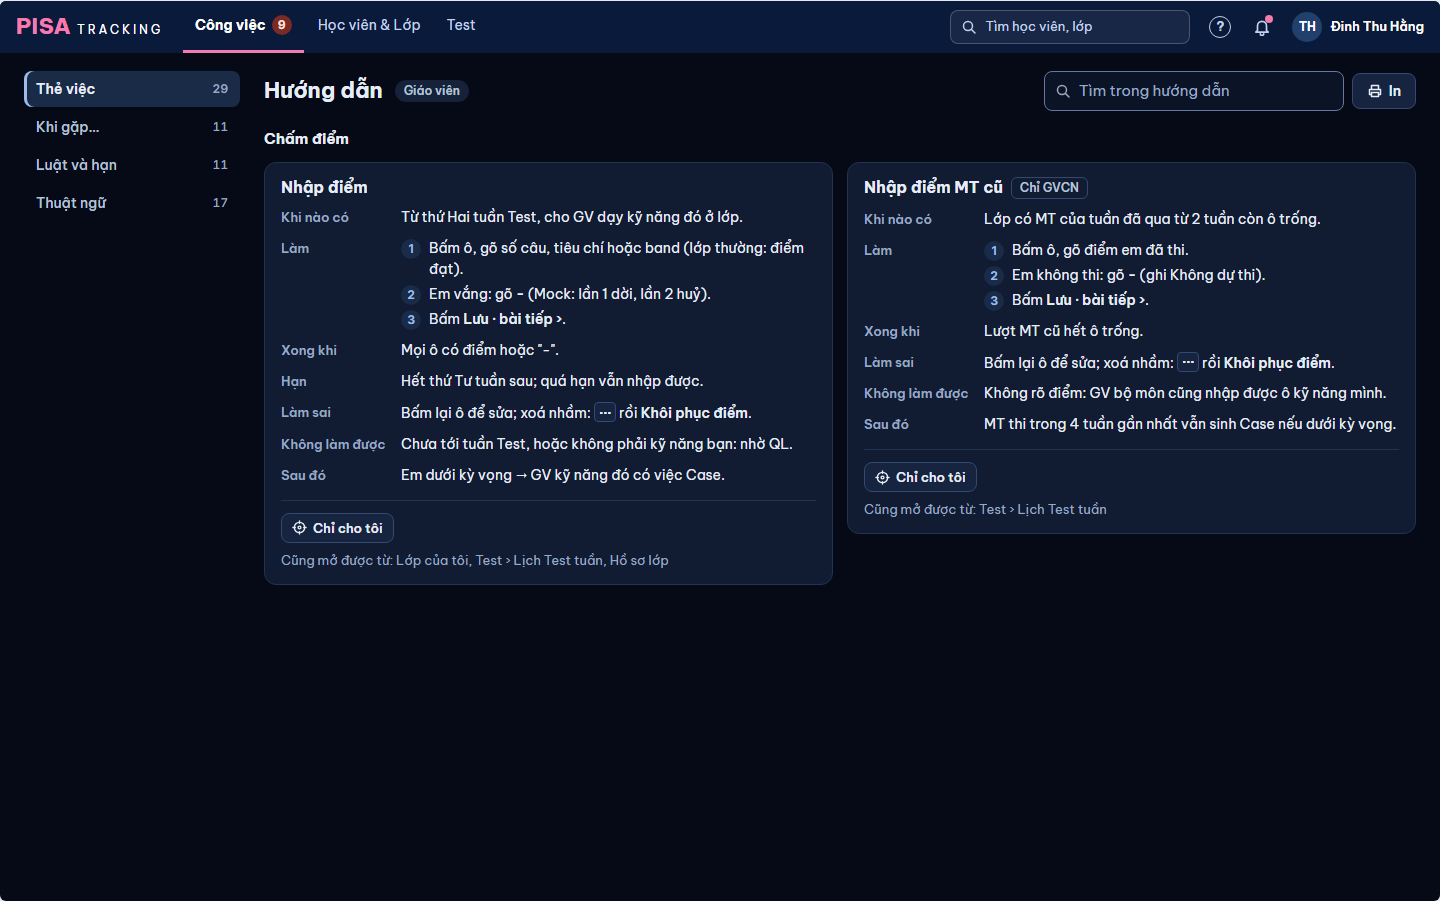 PISA TRACKING
Công việc 9
Học viên & Lớp
Test
Tìm học viên, lớp
?
TH
Đinh Thu Hằng
Thẻ việc 29
Khi gặp... 11
Luật và hạn 11
Thuật ngữ 17
Hướng dẫn Giáo viên
Tìm trong hướng dẫn
In
Chấm điểm
Nhập điểm
Khi nào có Từ thứ Hai tuần Test, cho GV dạy kỹ năng đó ở lớp.
Làm 1 Bấm ô, gõ số câu, tiêu chí hoặc band (lớp thường: điểm
đạt).
2 Em vắng: gõ - (Mock: lần 1 dời, lần 2 huỷ).
3 Bấm Lưu · bài tiếp ›.
Xong khi Mọi ô có điểm hoặc "-".
Hạn Hết thứ Tư tuần sau; quá hạn vẫn nhập được.
Làm sai Bấm lại ô để sửa; xoá nhầm: ... rồi Khôi phục điểm.
Không làm được Chưa tới tuần Test, hoặc không phải kỹ năng bạn: nhờ QL.
Sau đó Em dưới kỳ vọng → GV kỹ năng đó có việc Case.
Chỉ cho tôi
Cũng mở được từ: Lớp của tôi, Test › Lịch Test tuần, Hồ sơ lớp
Nhập điểm MT cũ Chỉ GVCN
Khi nào có Lớp có MT của tuần đã qua từ 2 tuần còn ô trống.
Làm 1 Bấm ô, gõ điểm em đã thi.
2 Em không thi: gõ - (ghi Không dự thi).
3 Bấm Lưu · bài tiếp ›.
Xong khi Lượt MT cũ hết ô trống.
Làm sai Bấm lại ô để sửa; xoá nhầm: ... rồi Khôi phục điểm.
Không làm được Không rõ điểm: GV bộ môn cũng nhập được ô kỹ năng mình.
Sau đó MT thi trong 4 tuần gần nhất vẫn sinh Case nếu dưới kỳ vọng.
Chỉ cho tôi
Cũng mở được từ: Test › Lịch Test tuần